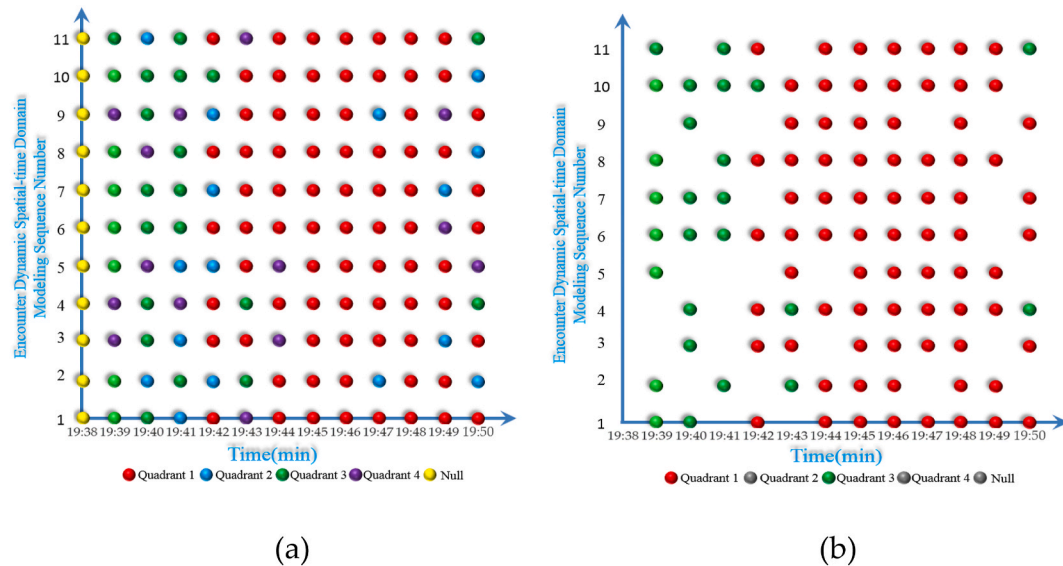 Encounter Dynamic Spatial-time Domain
Modeling Sequence Number
11
10
9
8
7
6
5
4
3
2
1
19:38 19:39 19:40 19:41 19:42 19:43 19:44 19:45 19:46 19:47 19:48 19:49 19:50
Time(min)
Quadrant 1 Quadrant 2 Quadrant 3 Quadrant 4 Null
(a)
Encounter Dynamic Spatial-time Domain
Modeling Sequence Number
11
10
9
8
7
6
5
4
3
2
1
19:38 19:39 19:40 19:41 19:42 19:43 19:44 19:45 19:46 19:47 19:48 19:49 19:50
Time(min)
Quadrant 1 Quadrant 2 Quadrant 3 Quadrant 4 Null
(b)